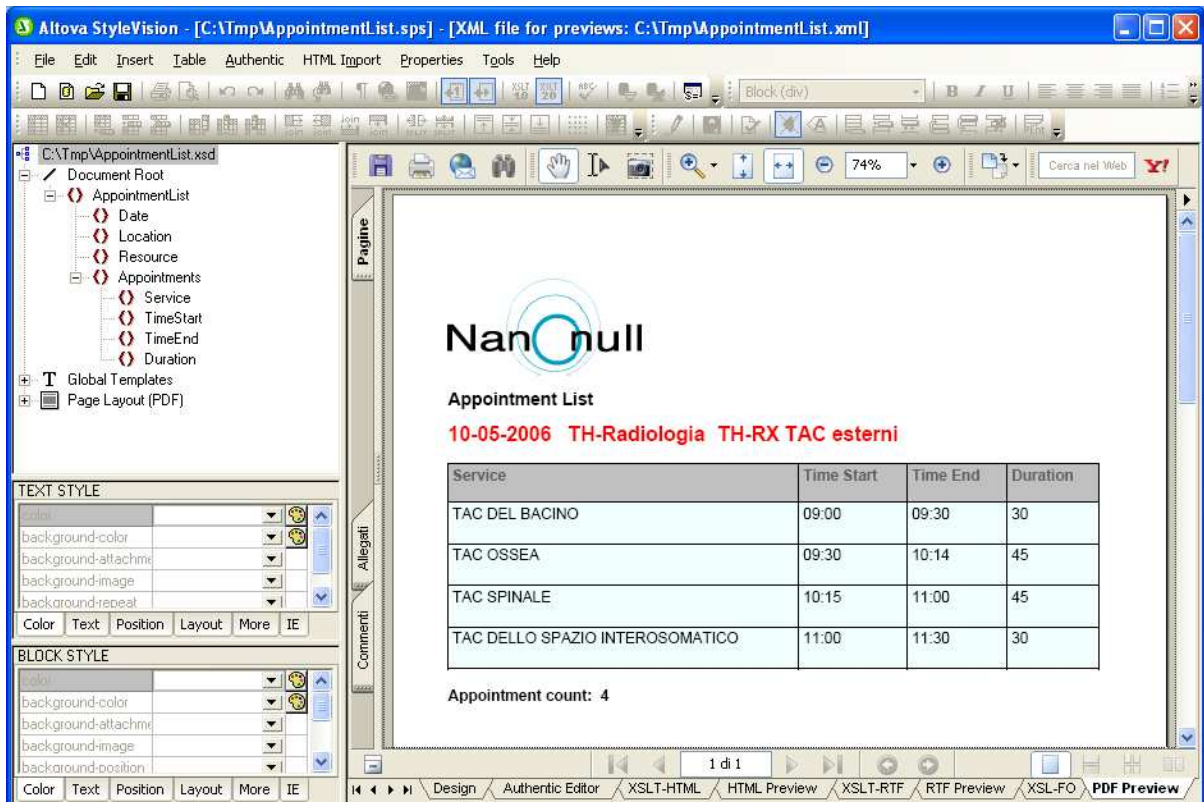 Altova StyleVision - [C:\Tmp\AppointmentList.sps] - [XML file for previews: C:\Tmp\AppointmentList.xml]
File Edit Insert Table Authentic HTML Import Properties Tools Help
Block (div)
B I U
C:\Tmp\AppointmentList.xsd
Document Root
AppointmentList
Date
Location
Resource
Appointments
Service
TimeStart
TimeEnd
Duration
T Global Templates
Page Layout (PDF)
TEXT STYLE
color
background-color
background-attachme
background-image
background-repeat
Color Text Position Layout More IE
BLOCK STYLE
color
background-color
background-attachme
background-image
background-position
Color Text Position Layout More IE
74%
Cerca nel Web Y!
Pagine
Allegati
Commenti
Nanonull
Appointment List
10-05-2006 TH-Radiologia TH-RX TAC esterni
Service Time Start Time End Duration
TAC DEL BACINO 09:00 09:30 30
TAC OSSEA 09:30 10:14 45
TAC SPINALE 10:15 11:00 45
TAC DELLO SPAZIO INTEROSOMATICO 11:00 11:30 30
Appointment count: 4
1 di 1
Design Authentic Editor XSLT-HTML HTML Preview XSLT-RTF RTF Preview XSL-FO PDF Preview